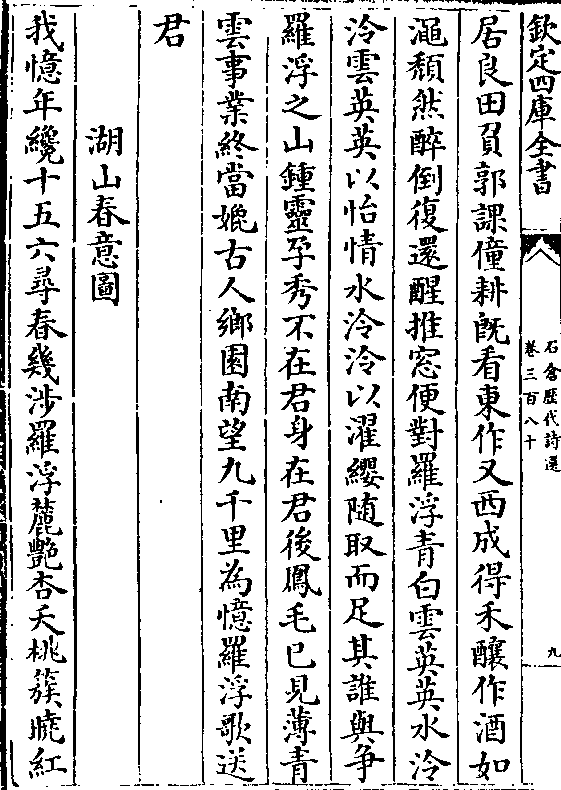 欽定四庫全書
石倉歷代詩選
卷三百八十
九
居良田負郭課僮耕既看東作又西成得禾釀作酒如
澠頽然醉倒復還醒推窓便對羅浮青白雲英英水泠
泠雲英英以怡情水泠泠以濯纓随取而足其誰與争
羅浮之山鍾靈孕秀不在君身在君後鳳毛已見薄青
雲事業終當媲古人鄉園南望九千里為憶羅浮歌送
君
湖山春意圖
我憶年纔十五六尋春幾涉羅浮麓艷杏夭桃簇曉紅